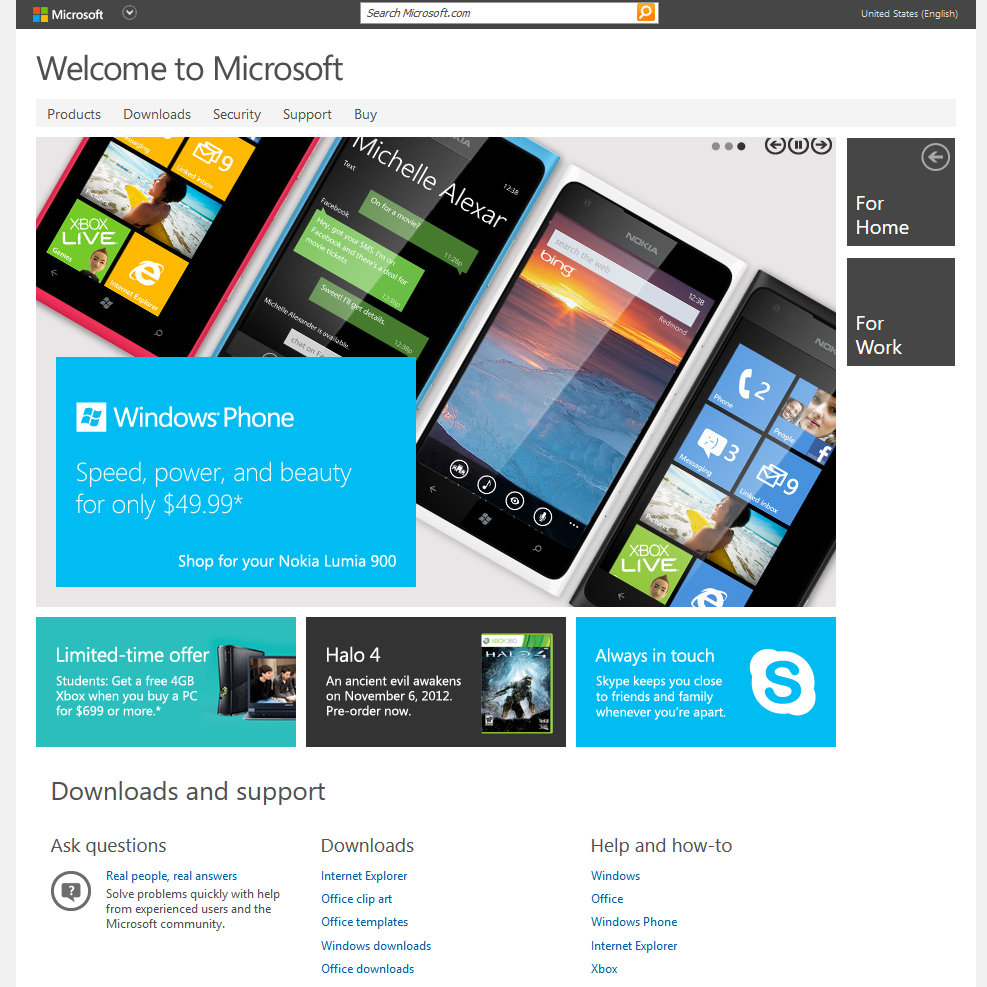 Microsoft
Search Microsoft.com
United States (English)
Welcome to Microsoft
Products
Downloads
Security
Support
Buy
9
Linked inbox
Pictures
XBOX
LIVE
Games
Internet Explorer
NOKIA
12:38
Michelle Alexan
Text
Facebook
On for a movie?
11:29p
Hey, got your SMS. I'm on
Facebook and there's a deal for
movie tickets
12:36p
Sweet! I'll get details.
12:38p
Michelle Alexander is available.
chat on Fa
NOKIA
12:38
bing
search the web
Redmond
NOK
2
Phone
People
3
Messaging
9
Linked inbox
Pictures
XBOX
LIVE
For
Home
For
Work
Windows Phone
Speed, power, and beauty
for only $49.99*
Shop for your Nokia Lumia 900
Limited-time offer
Students: Get a free 4GB
Xbox when you buy a PC
for $699 or more.*
Halo 4
An ancient evil awakens
on November 6, 2012.
Pre-order now.
XBOX 360
HALO 4
Always in touch
Skype keeps you close
to friends and family
whenever you're apart.
Downloads and support
Ask questions
Real people, real answers
Solve problems quickly with help
from experienced users and the
Microsoft community.
Downloads
Internet Explorer
Office clip art
Office templates
Windows downloads
Office downloads
Help and how-to
Windows
Office
Windows Phone
Internet Explorer
Xbox